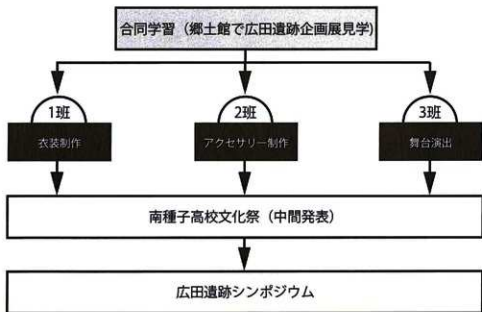 合同学習（郷土館で広田遺跡企画展見学)
1班
2班
3班
衣装制作
アクセサリー制作
舞台演出
南種子高校文化祭（中間発表）
広田遺跡シンポジウム